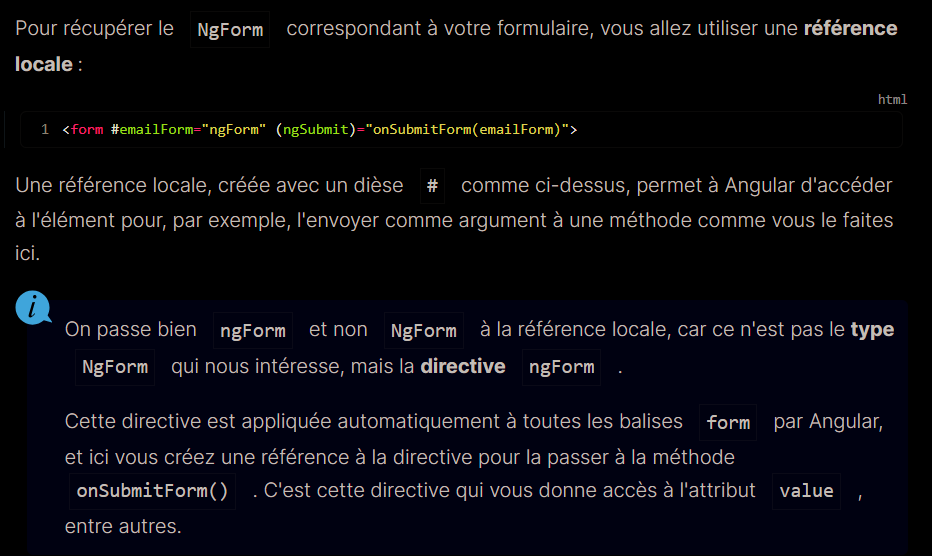 Pour récupérer le NgForm correspondant à votre formulaire, vous allez utiliser une référence
locale :
html
1 <form #emailForm="ngForm" (ngSubmit)="onSubmitForm(emailForm)">
Une référence locale, créée avec un dièse # comme ci-dessus, permet à Angular d'accéder
à l'élément pour, par exemple, l'envoyer comme argument à une méthode comme vous le faites
ici.
i
On passe bien ngForm et non NgForm à la référence locale, car ce n'est pas le type
NgForm qui nous intéresse, mais la directive ngForm .
Cette directive est appliquée automatiquement à toutes les balises form par Angular,
et ici vous créez une référence à la directive pour la passer à la méthode
onSubmitForm() . C'est cette directive qui vous donne accès à l'attribut value ,
entre autres.